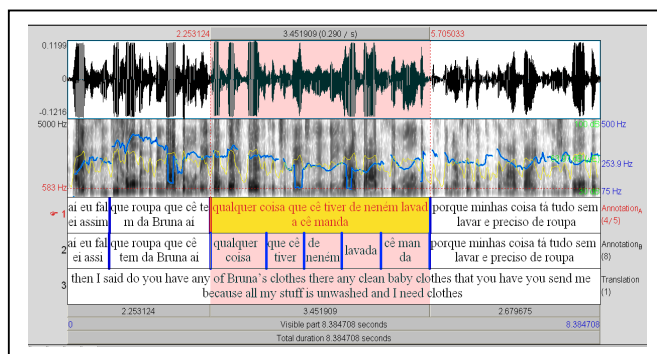 2.253124 3.451909 (0.290 / s) 5.705033
0.1199
0
-0.1216
5000 Hz 500 Hz
253.9 Hz
583 Hz 75 Hz
1 ai eu fal que roupa que cê te qualquer coisa que cê tiver de neném lavad porque minhas coisa tá tudo sem Annotation_A
ei assim m da Bruna ai a cê manda lavar e preciso de roupa (4/5)
2 ai eu fal que roupa que cê qualquer que cê de lavada cê man porque minhas coisa tá tudo sem Annotation_B
ei assi tem da Bruna ai coisa tiver neném da lavar e preciso de roupa (8)
3 then I said do you have any of Bruna`s clothes there any clean baby clothes that you have you send me Translation
because all my stuff is unwashed and I need clothes (1)
2.253124 3.451909 2.679675
0 Visible part 8.384708 seconds 8.384708
Total duration 8.384708 seconds